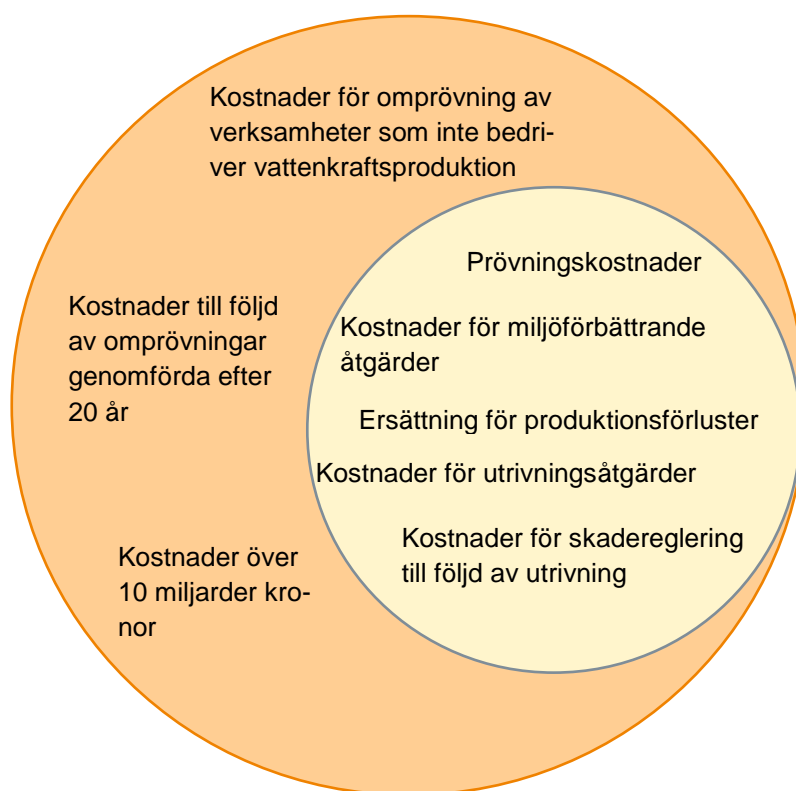 Kostnader för omprövning av
verksamheter som inte bedri-
ver vattenkraftsproduktion
Prövningskostnader
Kostnader till följd
av omprövningar
genomförda efter
20 år
Kostnader för miljöförbättrande
åtgärder
Ersättning för produktionsförluster
Kostnader för utrivningsåtgärder
Kostnader för skadereglering
till följd av utrivning
Kostnader över
10 miljarder kro-
nor